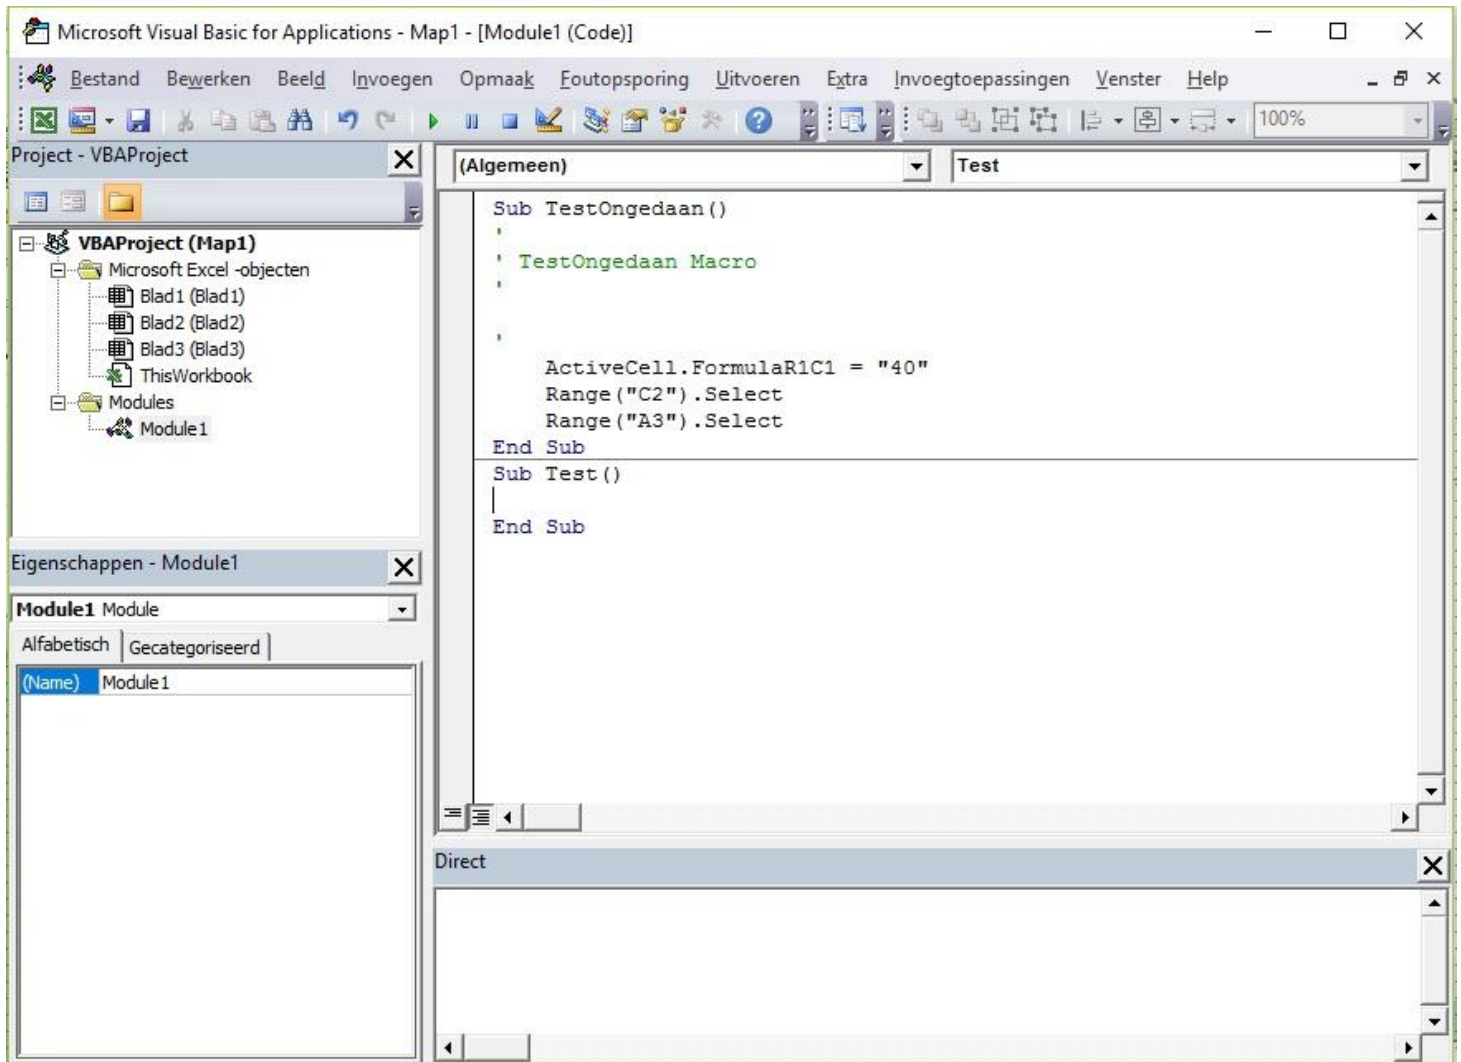 Microsoft Visual Basic for Applications - Map1 - [Module1 (Code)]
Bestand Bewerken Beeld Invoegen Opmaak Foutopsporing Uitvoeren Extra Invoegtoepassingen Venster Help
100%
Project - VBAProject
(Algemeen) Test
VBAProject (Map1)
Microsoft Excel -objecten
Blad1 (Blad1)
Blad2 (Blad2)
Blad3 (Blad3)
ThisWorkbook
Modules
Module1
Sub TestOngedaan()
'
' TestOngedaan Macro
'
'
ActiveCell.FormulaR1C1 = "40"
Range("C2").Select
Range("A3").Select
End Sub
Sub Test()
End Sub
Eigenschappen - Module1
Module1 Module
Alfabetisch Gecategoriseerd
(Name) Module1
Direct